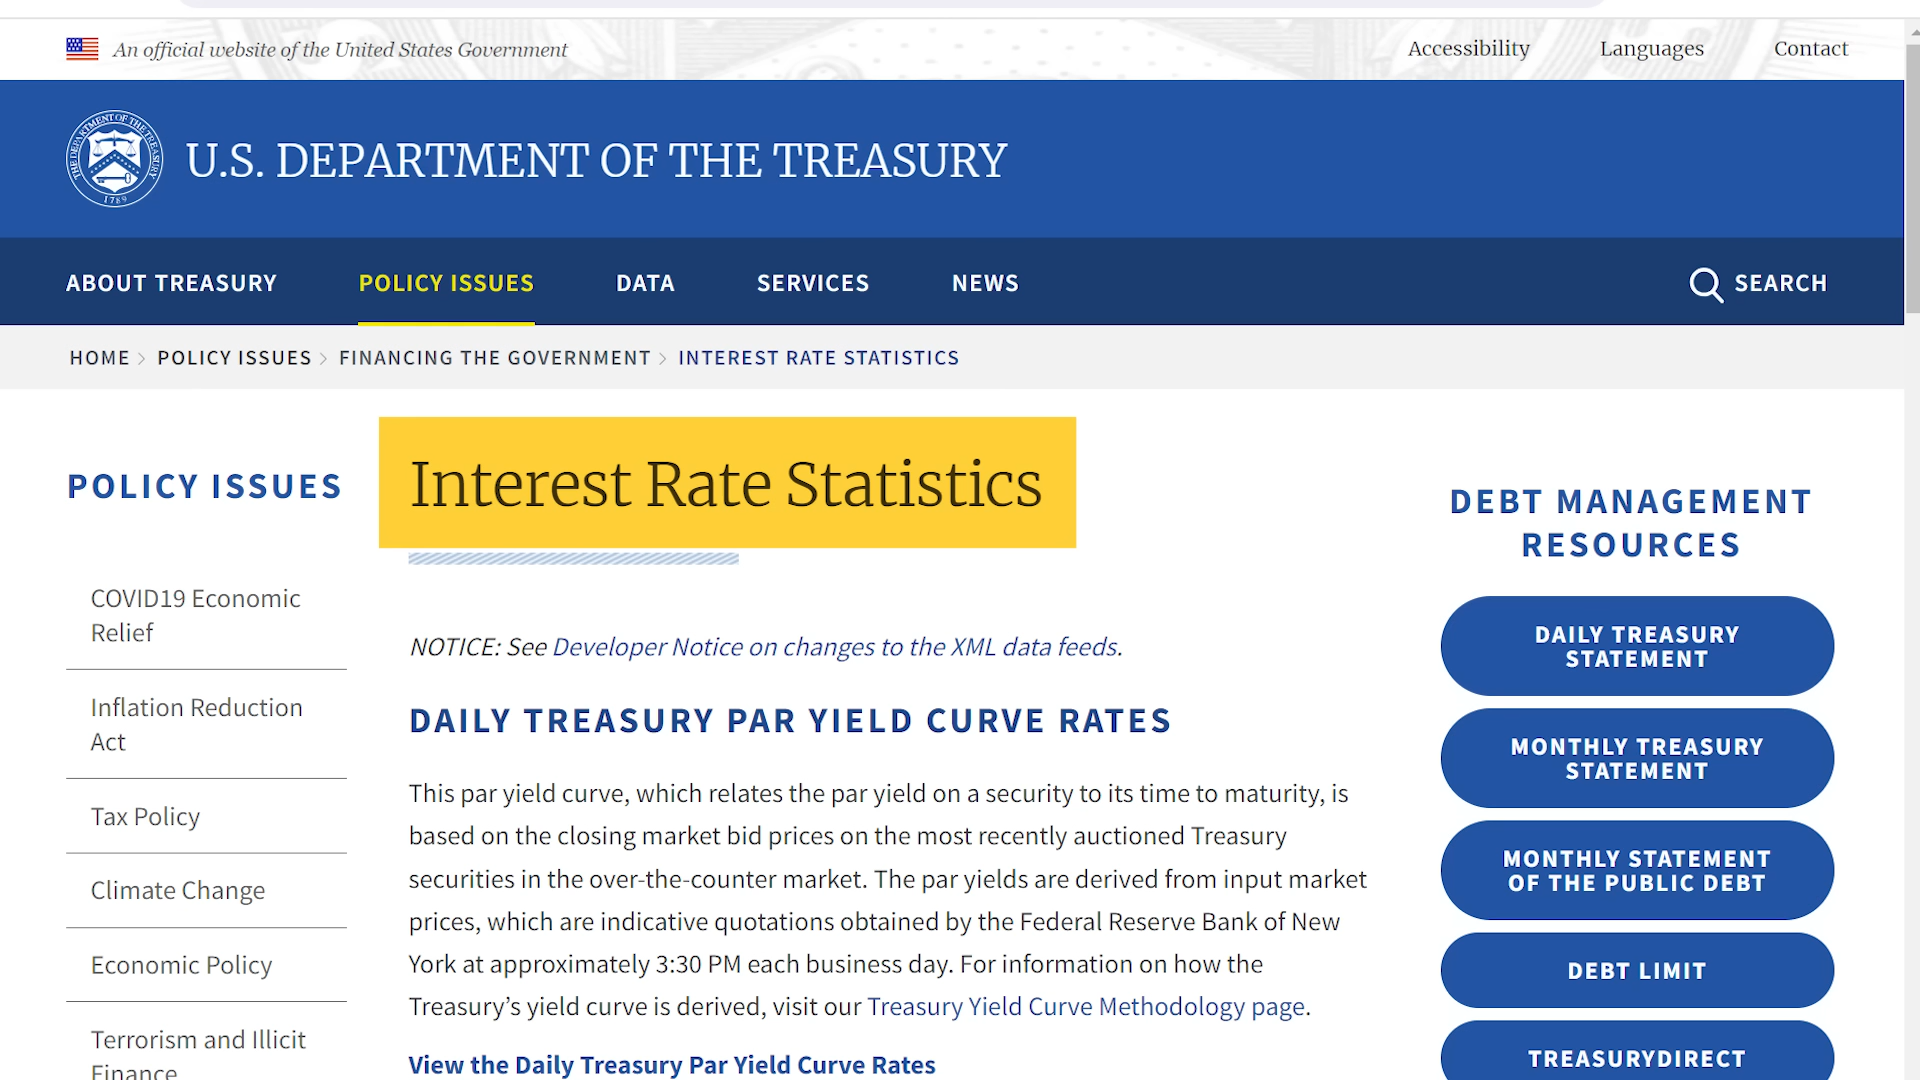 An official website of the United States Government
Accessibility
Languages
Contact
THE DEPARTMENT OF THE TREASURY
1789
U.S. DEPARTMENT OF THE TREASURY
ABOUT TREASURY
POLICY ISSUES
DATA
SERVICES
NEWS
SEARCH
HOME > POLICY ISSUES > FINANCING THE GOVERNMENT > INTEREST RATE STATISTICS
POLICY ISSUES
COVID19 Economic
Relief
Inflation Reduction
Act
Tax Policy
Climate Change
Economic Policy
Terrorism and Illicit
Finance
Interest Rate Statistics
NOTICE: See Developer Notice on changes to the XML data feeds.
DAILY TREASURY PAR YIELD CURVE RATES
This par yield curve, which relates the par yield on a security to its time to maturity, is
based on the closing market bid prices on the most recently auctioned Treasury
securities in the over-the-counter market. The par yields are derived from input market
prices, which are indicative quotations obtained by the Federal Reserve Bank of New
York at approximately 3:30 PM each business day. For information on how the
Treasury’s yield curve is derived, visit our Treasury Yield Curve Methodology page.
View the Daily Treasury Par Yield Curve Rates
DEBT MANAGEMENT
RESOURCES
DAILY TREASURY
STATEMENT
MONTHLY TREASURY
STATEMENT
MONTHLY STATEMENT
OF THE PUBLIC DEBT
DEBT LIMIT
TREASURYDIRECT